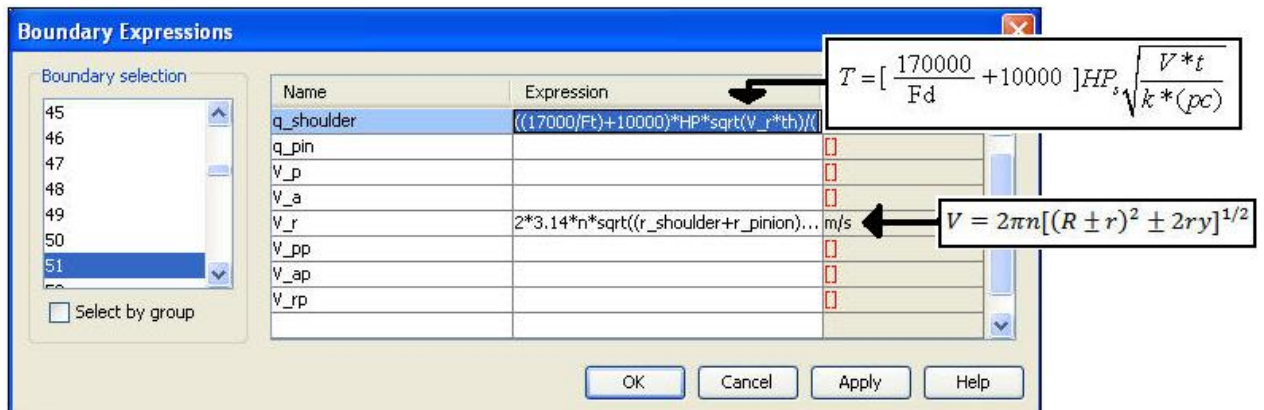 Boundary Expressions
Boundary selection
45
46
47
48
49
50
51
Select by group
Name Expression
q_shoulder ((17000/Ft)+10000)*HP*sqrt(V_r*th)/(
q_pin []
V_p []
V_a []
V_r 2*3.14*n*sqrt((r_shoulder+r_pinion)... m/s
V_pp []
V_ap []
V_rp []
T = [ 170000/Fd + 10000 ]HP_s √(V*t / k*(pc))
V = 2πn[(R ± r)² ± 2ry]^{1/2}
OK Cancel Apply Help